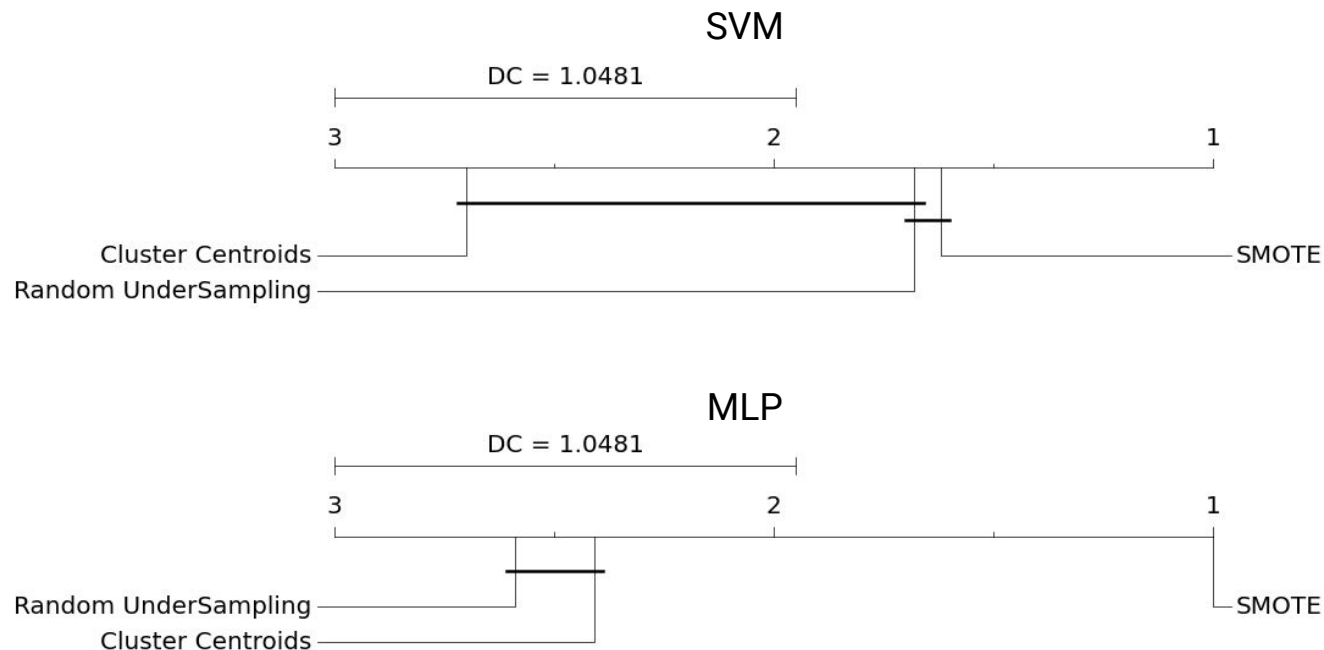 SVM
DC = 1.0481
3 2 1
Cluster Centroids SMOTE
Random UnderSampling
MLP
DC = 1.0481
3 2 1
Random UnderSampling SMOTE
Cluster Centroids